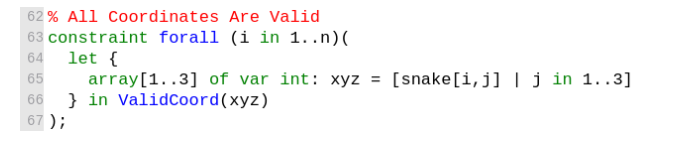 62 % All Coordinates Are Valid
63 constraint forall (i in 1..n)(
64   let {
65     array[1..3] of var int: xyz = [snake[i,j] | j in 1..3]
66   } in ValidCoord(xyz)
67 );